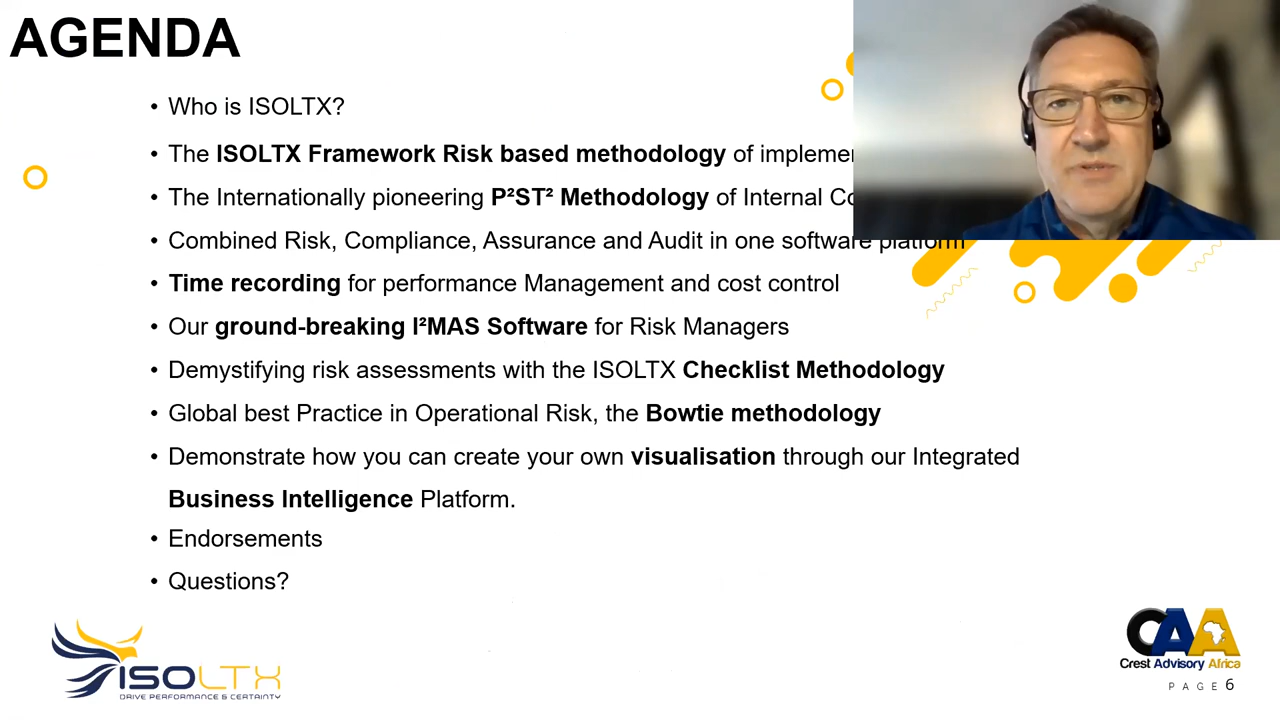 AGENDA
• Who is ISOLTX?
• The ISOLTX Framework Risk based methodology of
• The Internationally pioneering P²ST² Methodology of Internal
• Combined Risk, Compliance, Assurance and Audit in one software platform
• Time recording for performance Management and cost control
• Our ground-breaking I²MAS Software for Risk Managers
• Demystifying risk assessments with the ISOLTX Checklist Methodology
• Global best Practice in Operational Risk, the Bowtie methodology
• Demonstrate how you can create your own visualisation through our Integrated
Business Intelligence Platform.
• Endorsements
• Questions?
ISOLTX
DRIVE PERFORMANCE & CERTAINTY
CAA
Crest Advisory Africa
PAGE 6